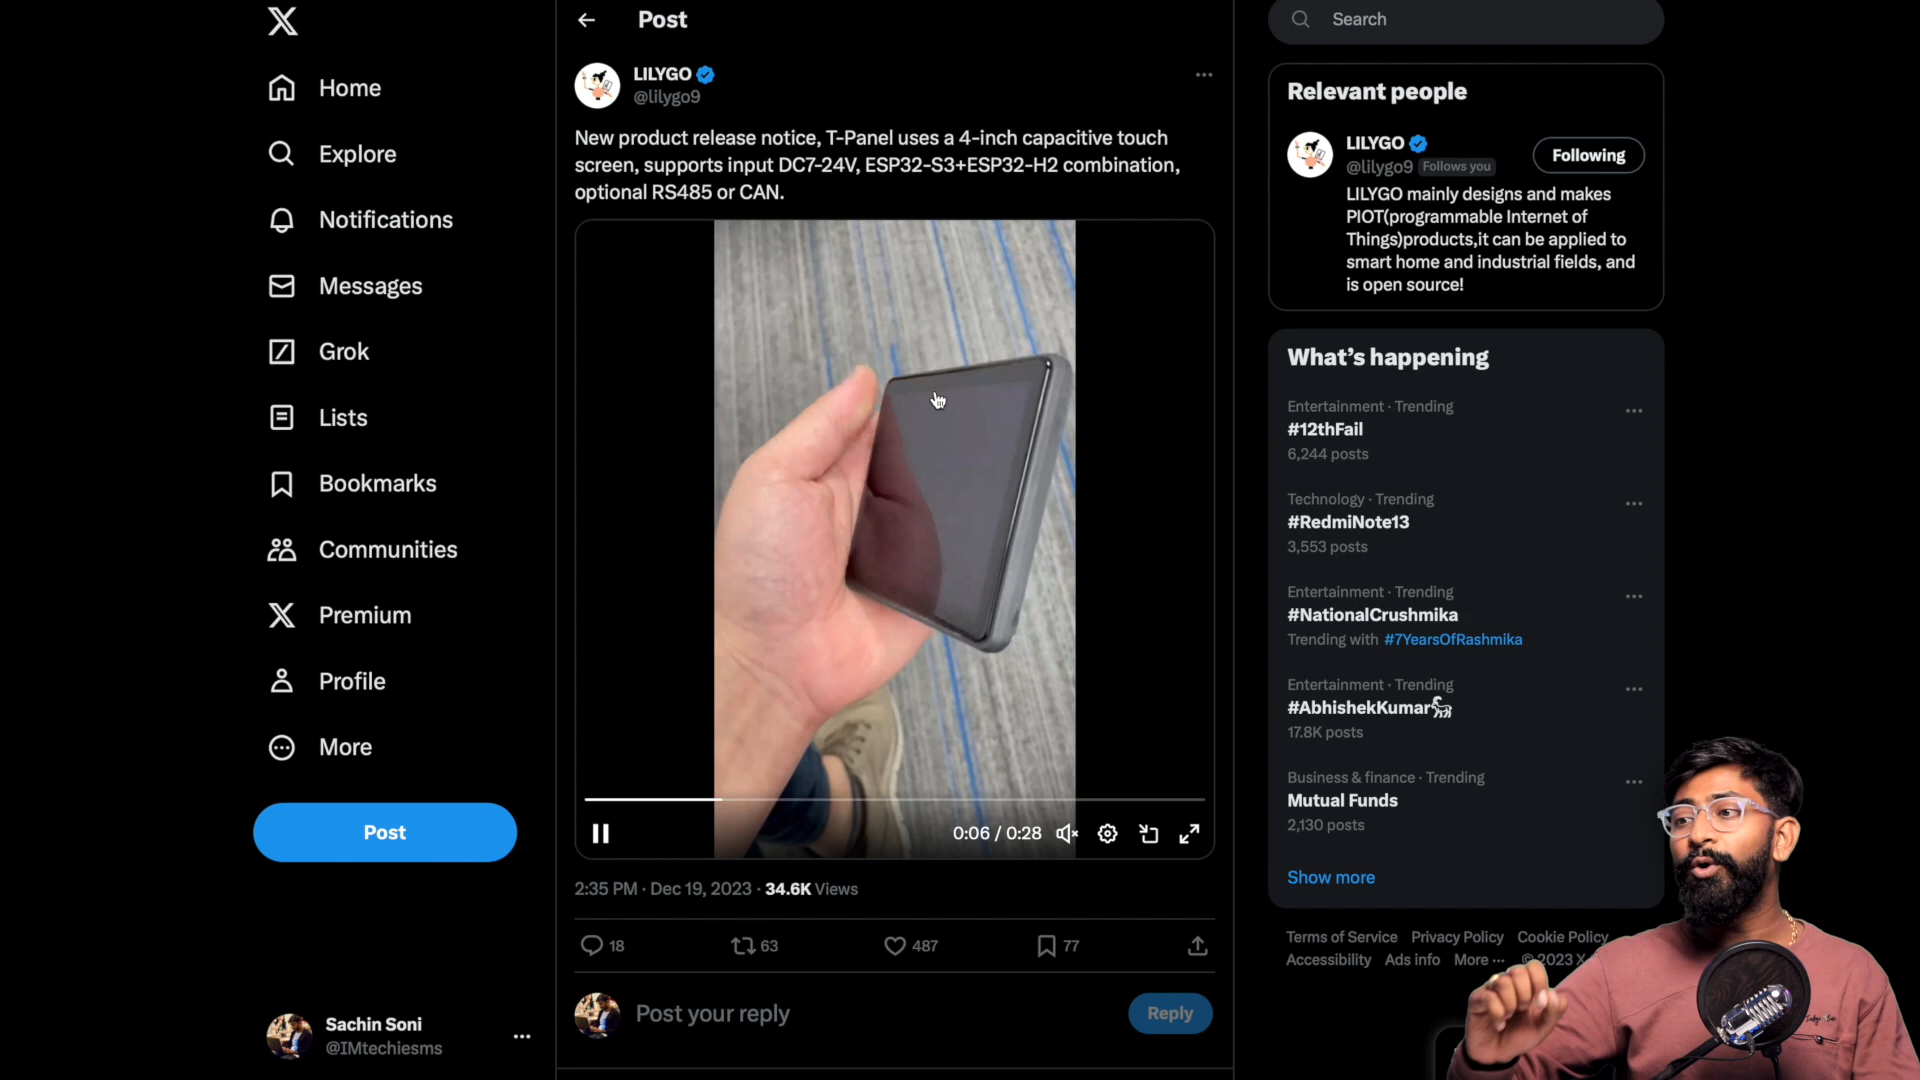 Home
Explore
Notifications
Messages
Grok
Lists
Bookmarks
Communities
Premium
Profile
More
Post
Sachin Soni
@IMtechiesms
Post
LILYGO
@lilygo9
New product release notice, T-Panel uses a 4-inch capacitive touch
screen, supports input DC7-24V, ESP32-S3+ESP32-H2 combination,
optional RS485 or CAN.
0:06 / 0:28
2:35 PM · Dec 19, 2023 · 34.6K Views
18
63
487
77
Post your reply
Reply
Search
Relevant people
LILYGO
@lilygo9 Follows you
Following
LILYGO mainly designs and makes
PIOT(programmable Internet of
Things)products,it can be applied to
smart home and industrial fields, and
is open source!
What's happening
Entertainment · Trending
#12thFail
6,244 posts
Technology · Trending
#RedmiNote13
3,553 posts
Entertainment · Trending
#NationalCrushmika
Trending with #7YearsOfRashmika
Entertainment · Trending
#AbhishekKumar
17.8K posts
Business & finance · Trending
Mutual Funds
2,130 posts
Show more
Terms of Service Privacy Policy Cookie Policy
Accessibility Ads info More ··· © 2023 X